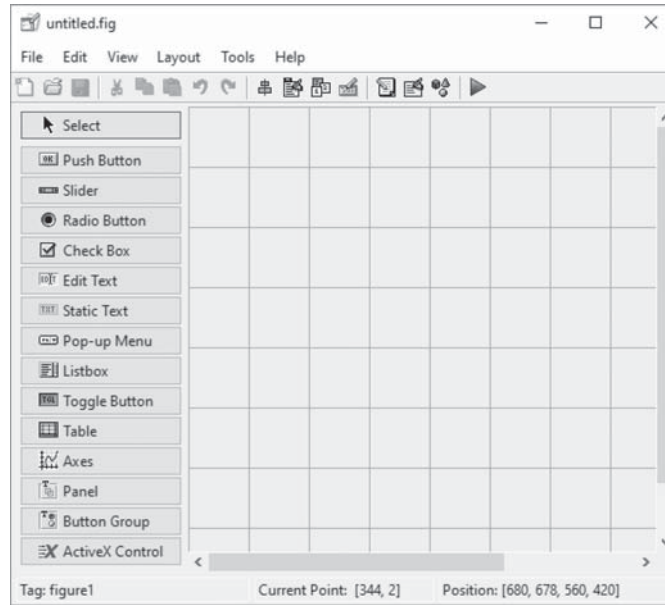 untitled.fig
File Edit View Layout Tools Help
Select
Push Button
Slider
Radio Button
Check Box
Edit Text
Static Text
Pop-up Menu
Listbox
Toggle Button
Table
Axes
Panel
Button Group
ActiveX Control
Tag: figure1 Current Point: [344, 2] Position: [680, 678, 560, 420]